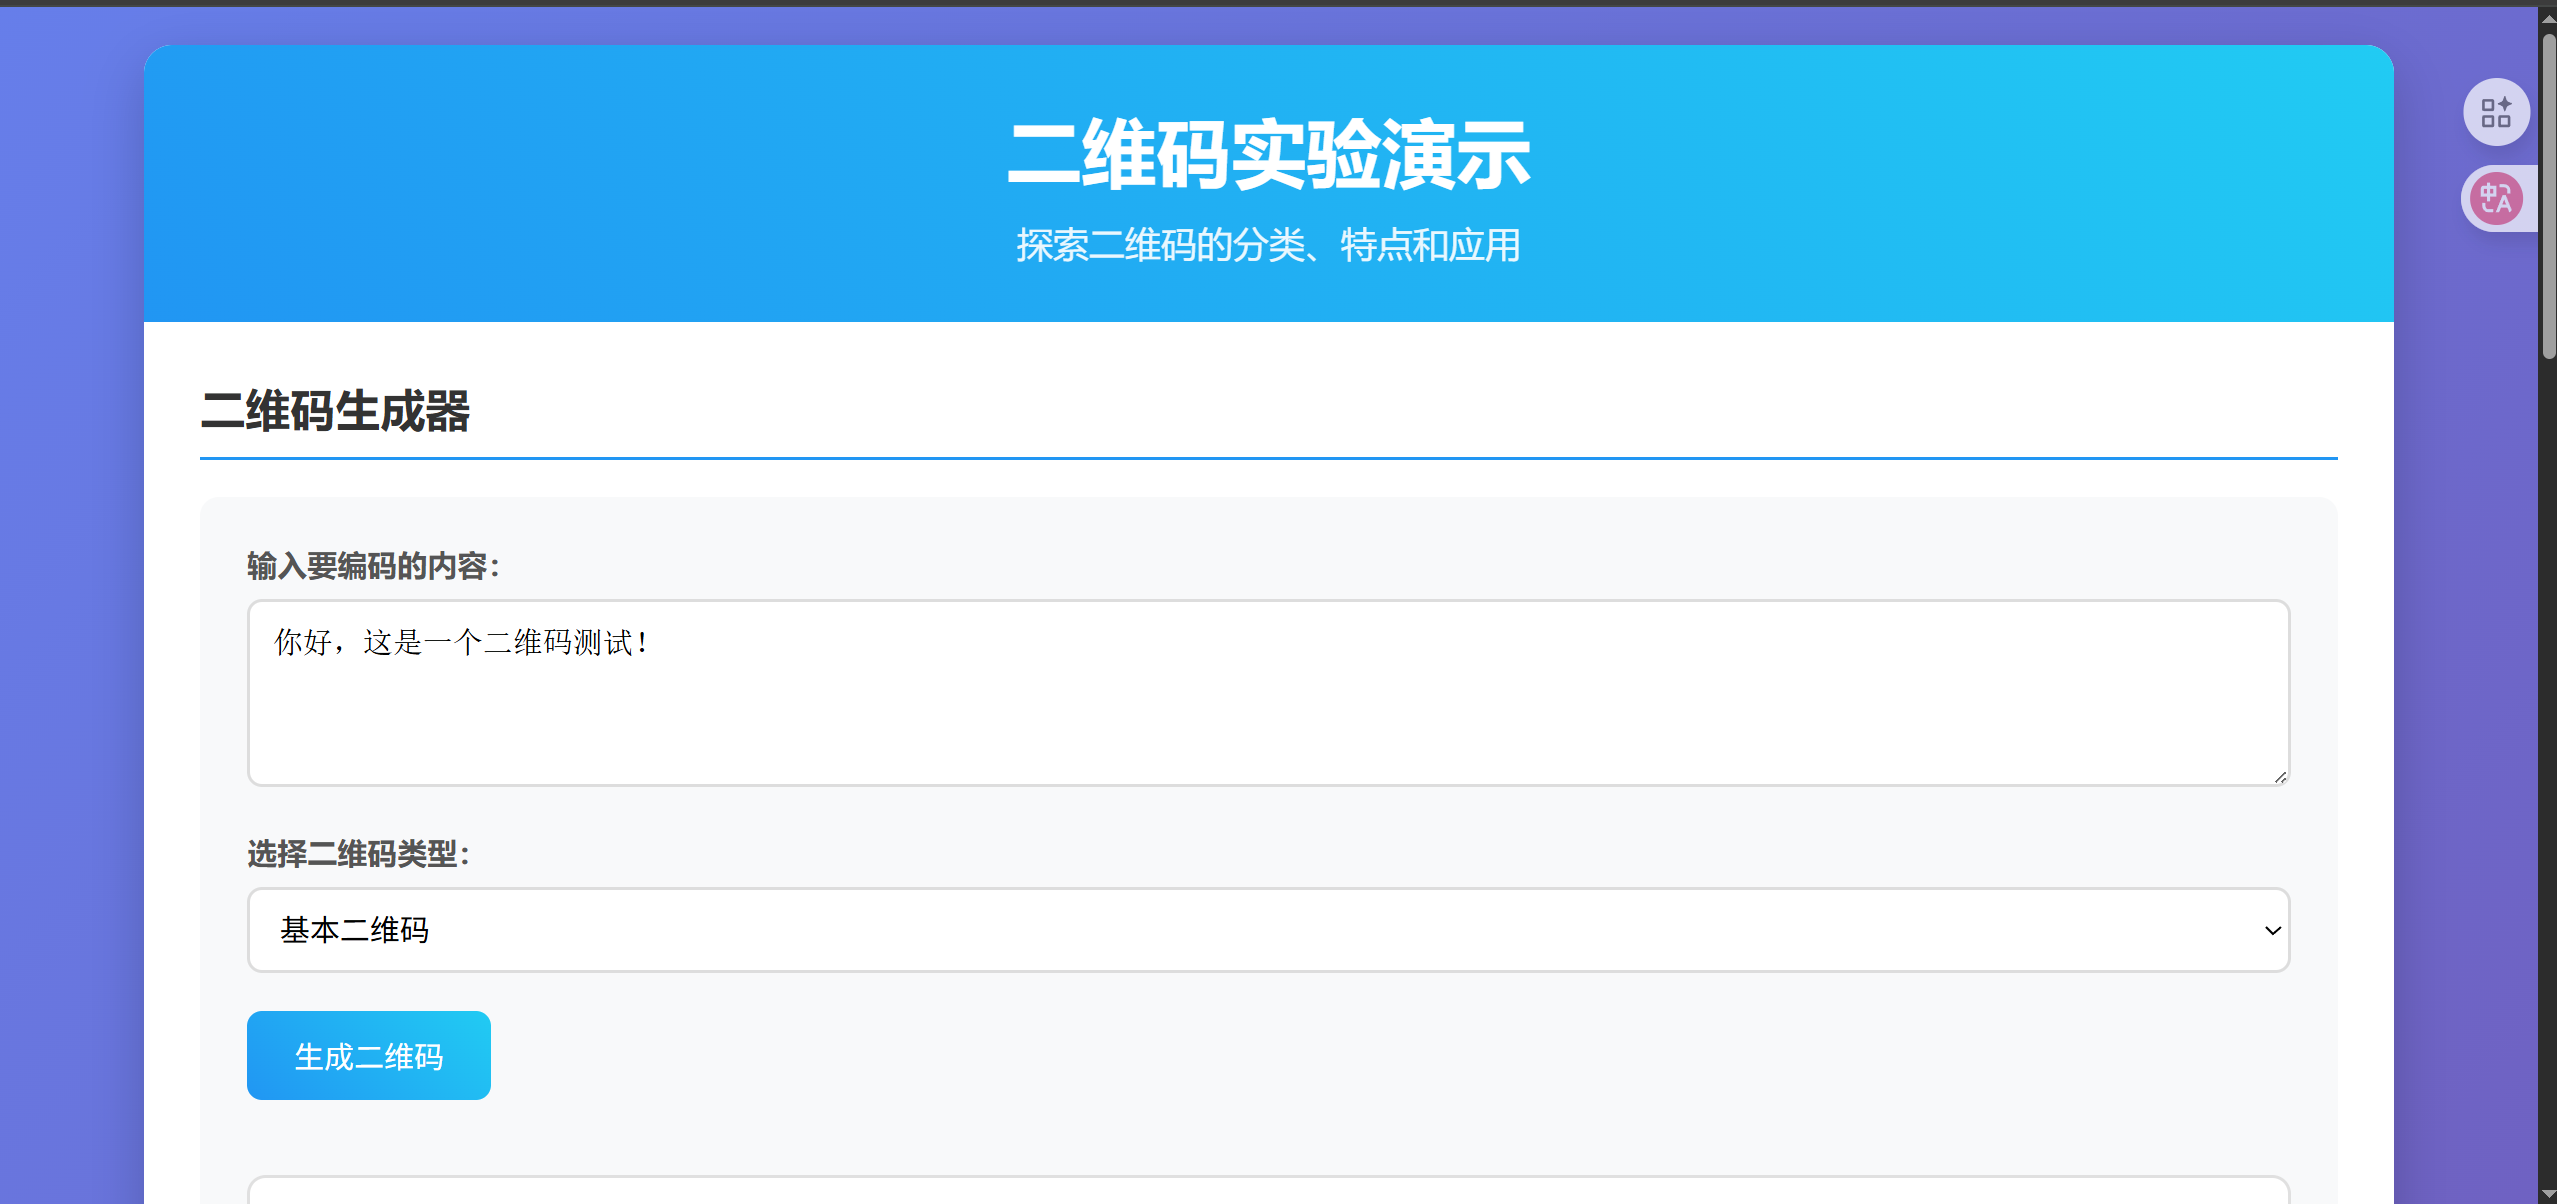 二维码实验演示
探索二维码的分类、特点和应用
二维码生成器
输入要编码的内容：
你好，这是一个二维码测试！
选择二维码类型：
基本二维码
生成二维码